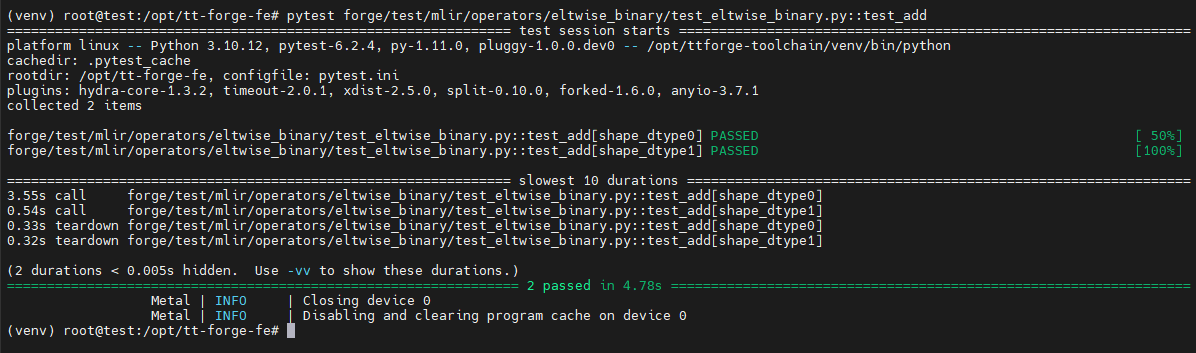 (venv) root@test:/opt/tt-forge-fe# pytest forge/test/mlir/operators/eltwise_binary/test_eltwise_binary.py::test_add
=============================================================== test session starts ================================================================
platform linux -- Python 3.10.12, pytest-6.2.4, py-1.11.0, pluggy-1.0.0.dev0 -- /opt/ttforge-toolchain/venv/bin/python
cachedir: .pytest_cache
rootdir: /opt/tt-forge-fe, configfile: pytest.ini
plugins: hydra-core-1.3.2, timeout-2.0.1, xdist-2.5.0, split-0.10.0, forked-1.6.0, anyio-3.7.1
collected 2 items
forge/test/mlir/operators/eltwise_binary/test_eltwise_binary.py::test_add[shape_dtype0] PASSED [ 50%]
forge/test/mlir/operators/eltwise_binary/test_eltwise_binary.py::test_add[shape_dtype1] PASSED [100%]
=============================================================== slowest 10 durations ===============================================================
3.55s call     forge/test/mlir/operators/eltwise_binary/test_eltwise_binary.py::test_add[shape_dtype0]
0.54s call     forge/test/mlir/operators/eltwise_binary/test_eltwise_binary.py::test_add[shape_dtype1]
0.33s teardown forge/test/mlir/operators/eltwise_binary/test_eltwise_binary.py::test_add[shape_dtype0]
0.32s teardown forge/test/mlir/operators/eltwise_binary/test_eltwise_binary.py::test_add[shape_dtype1]
(2 durations < 0.005s hidden.  Use -vv to show these durations.)
================================================================ 2 passed in 4.78s =================================================================
Metal | INFO     | Closing device 0
Metal | INFO     | Disabling and clearing program cache on device 0
(venv) root@test:/opt/tt-forge-fe#